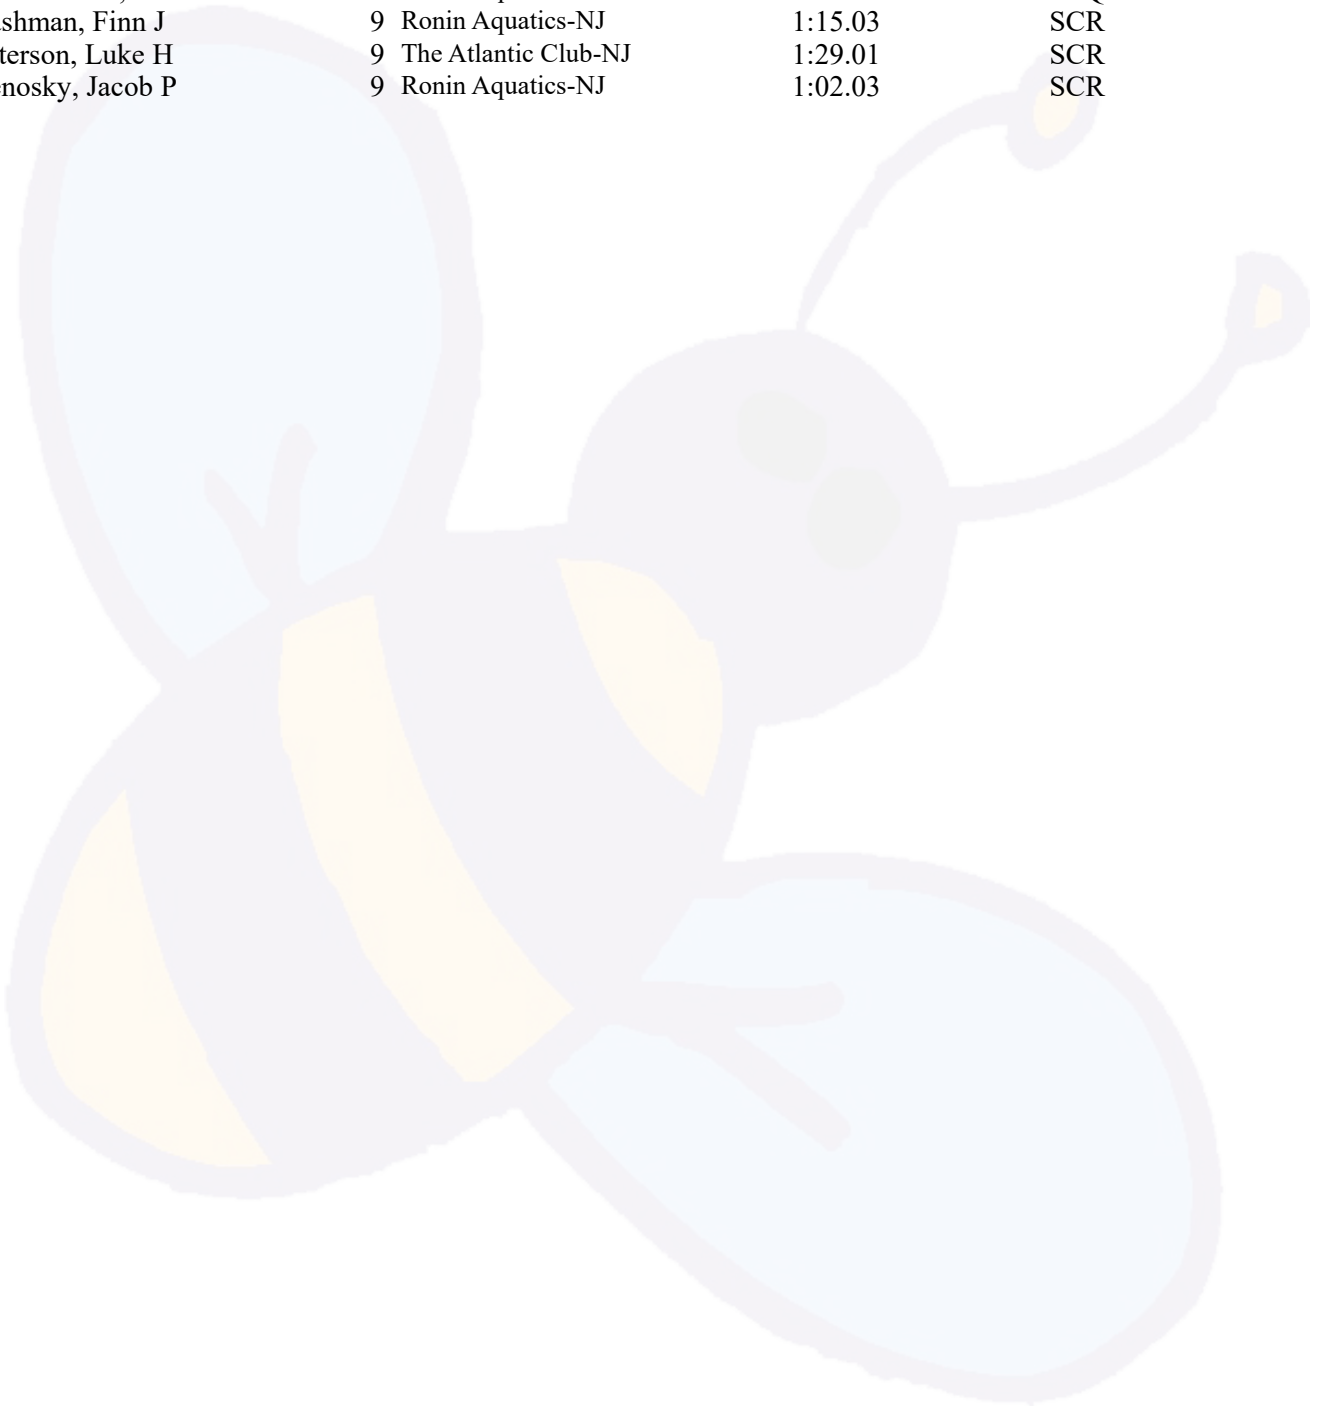 shman, Finn J 9 Ronin Aquatics-NJ 1:15.03 SCR
terson, Luke H 9 The Atlantic Club-NJ 1:29.01 SCR
nosky, Jacob P 9 Ronin Aquatics-NJ 1:02.03 SCR